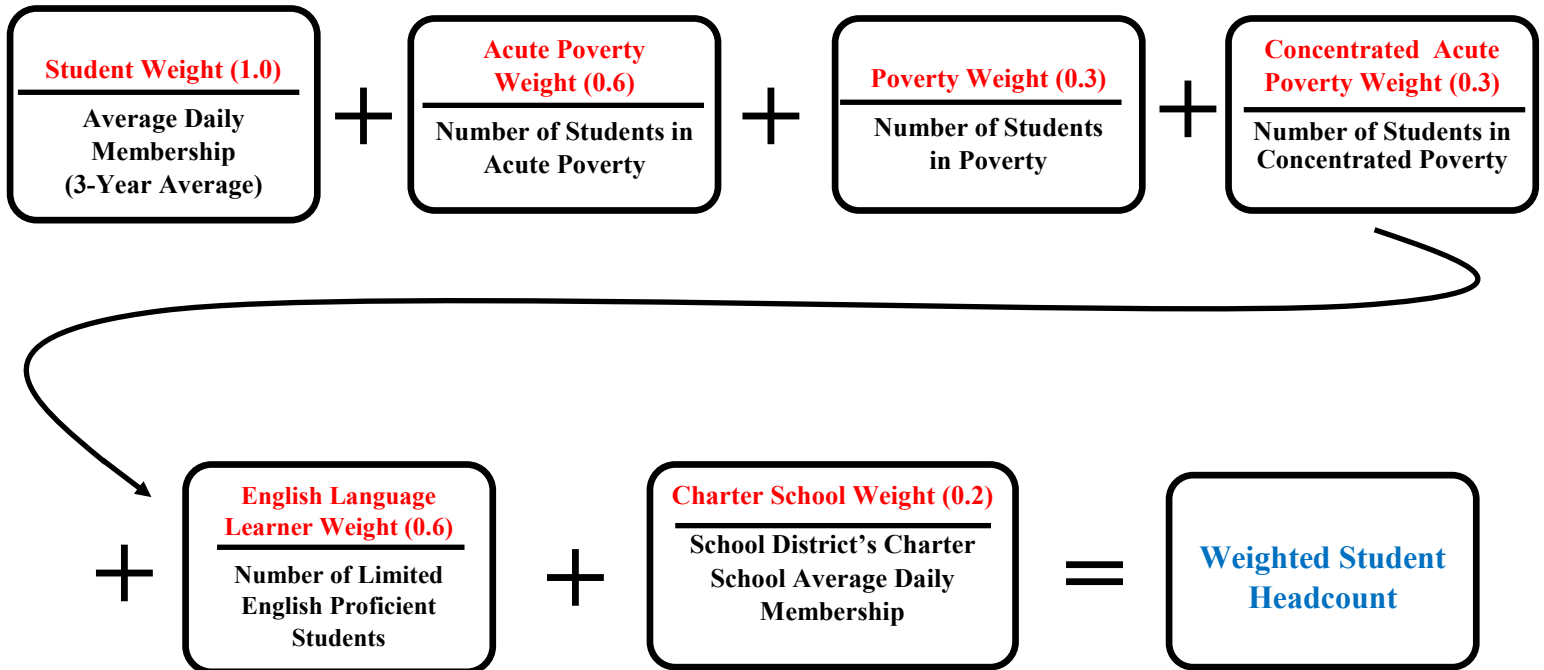 Student Weight (1.0)
Average Daily
Membership
(3-Year Average)
+
Acute Poverty
Weight (0.6)
Number of Students in
Acute Poverty
+
Poverty Weight (0.3)
Number of Students
in Poverty
+
Concentrated Acute
Poverty Weight (0.3)
Number of Students in
Concentrated Poverty
+
English Language
Learner Weight (0.6)
Number of Limited
English Proficient
Students
+
Charter School Weight (0.2)
School District’s Charter
School Average Daily
Membership
=
Weighted Student
Headcount